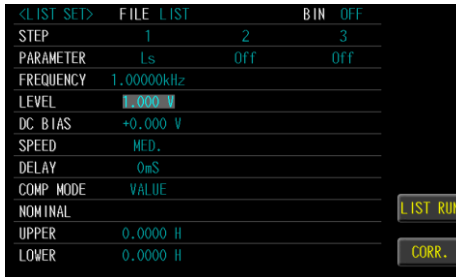 <LIST SET> FILE LIST BIN OFF
STEP 1 2 3
PARAMETER Ls Off Off
FREQUENCY 1.00000kHz
LEVEL 1.000 V
DC BIAS +0.000 V
SPEED MED.
DELAY 0mS
COMP MODE VALUE
NOMINAL
LIST RUN
UPPER 0.0000 H
LOWER 0.0000 H
CORR.